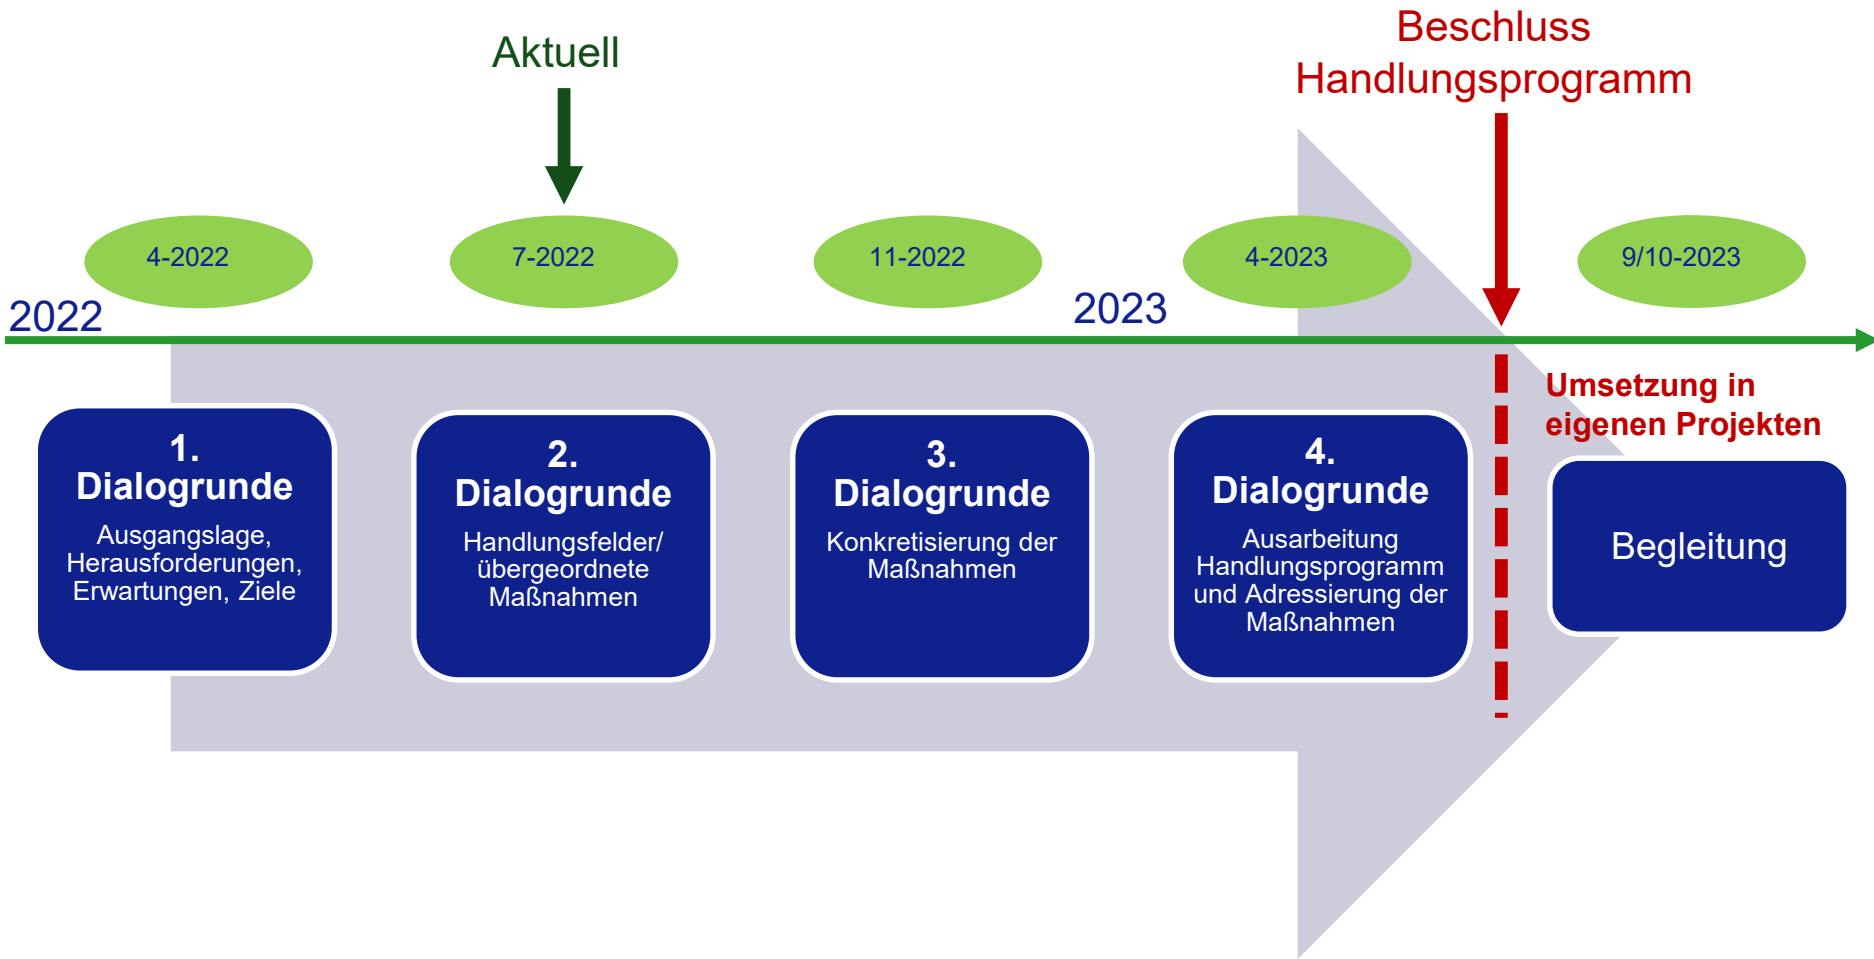 Aktuell
Beschluss
Handlungsprogramm
4-2022
7-2022
11-2022
4-2023
9/10-2023
2022
2023
1.
Dialogrunde
Ausgangslage,
Herausforderungen,
Erwartungen, Ziele
2.
Dialogrunde
Handlungsfelder/
übergeordnete
Maßnahmen
3.
Dialogrunde
Konkretisierung der
Maßnahmen
4.
Dialogrunde
Ausarbeitung
Handlungsprogramm
und Adressierung der
Maßnahmen
Umsetzung in
eigenen Projekten
Begleitung